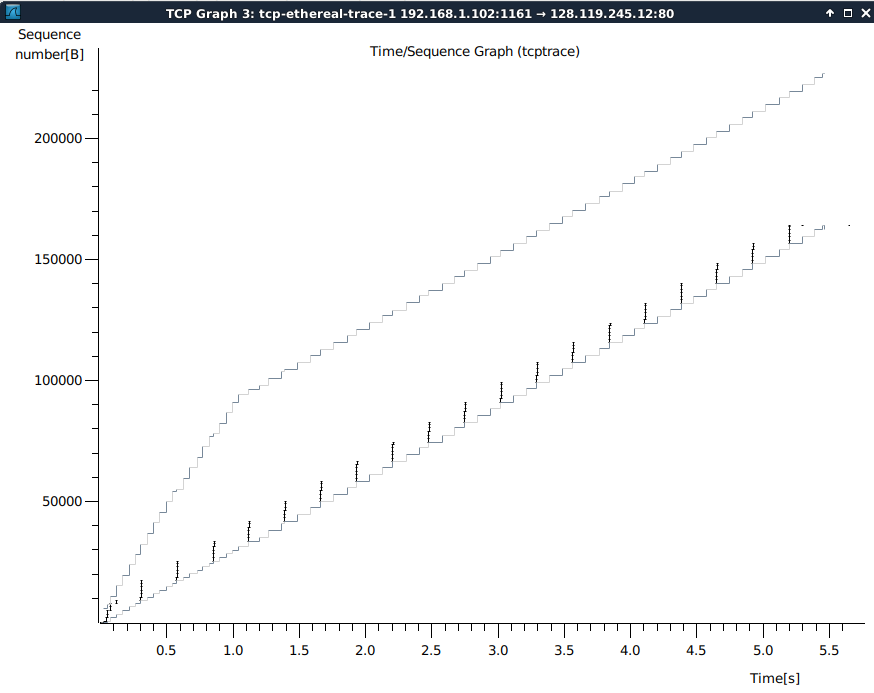 TCP Graph 3: tcp-ethereal-trace-1 192.168.1.102:1161 → 128.119.245.12:80
Sequence
number[B]
Time/Sequence Graph (tcptrace)
200000
150000
100000
50000
0.5 1.0 1.5 2.0 2.5 3.0 3.5 4.0 4.5 5.0 5.5
Time[s]